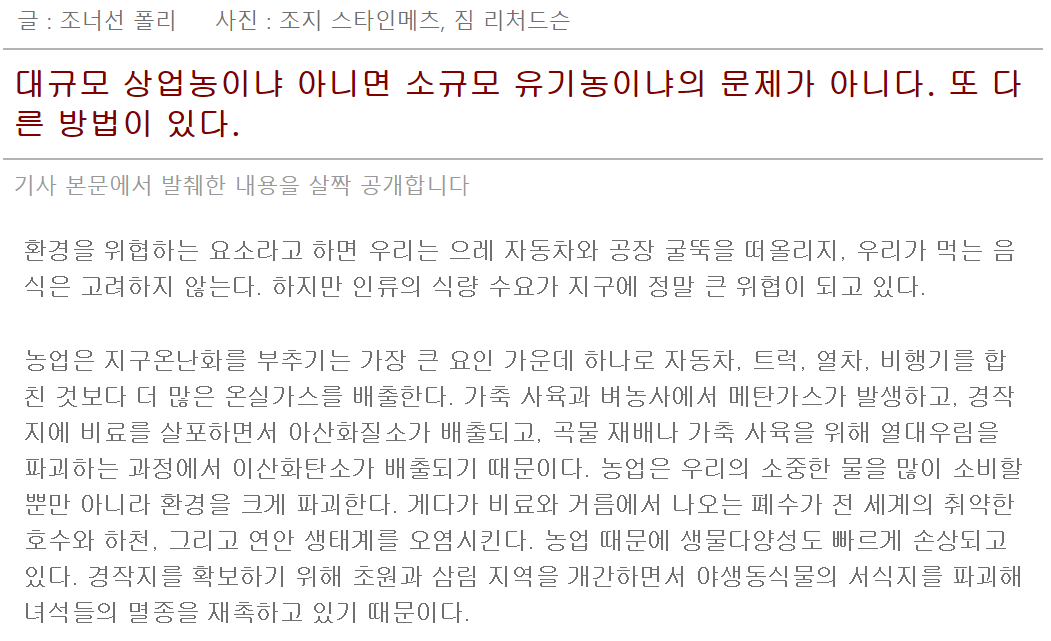 글 : 조너선 폴리 사진 : 조지 스타인메츠, 짐 리처드슨
대규모 상업농이냐 아니면 소규모 유기농이냐의 문제가 아니다. 또 다
른 방법이 있다.
기사 본문에서 발췌한 내용을 살짝 공개합니다
환경을 위협하는 요소라고 하면 우리는 으레 자동차와 공장 굴뚝을 떠올리지, 우리가 먹는 음
식은 고려하지 않는다. 하지만 인류의 식량 수요가 지구에 정말 큰 위협이 되고 있다.
농업은 지구온난화를 부추기는 가장 큰 요인 가운데 하나로 자동차, 트럭, 열차, 비행기를 합
친 것보다 더 많은 온실가스를 배출한다. 가축 사육과 벼농사에서 메탄가스가 발생하고, 경작
지에 비료를 살포하면서 아산화질소가 배출되고, 곡물 재배나 가축 사육을 위해 열대우림을
파괴하는 과정에서 이산화탄소가 배출되기 때문이다. 농업은 우리의 소중한 물을 많이 소비할
뿐만 아니라 환경을 크게 파괴한다. 게다가 비료와 거름에서 나오는 폐수가 전 세계의 취약한
호수와 하천, 그리고 연안 생태계를 오염시킨다. 농업 때문에 생물다양성도 빠르게 손상되고
있다. 경작지를 확보하기 위해 초원과 삼림 지역을 개간하면서 야생동식물의 서식지를 파괴해
녀석들의 멸종을 재촉하고 있기 때문이다.